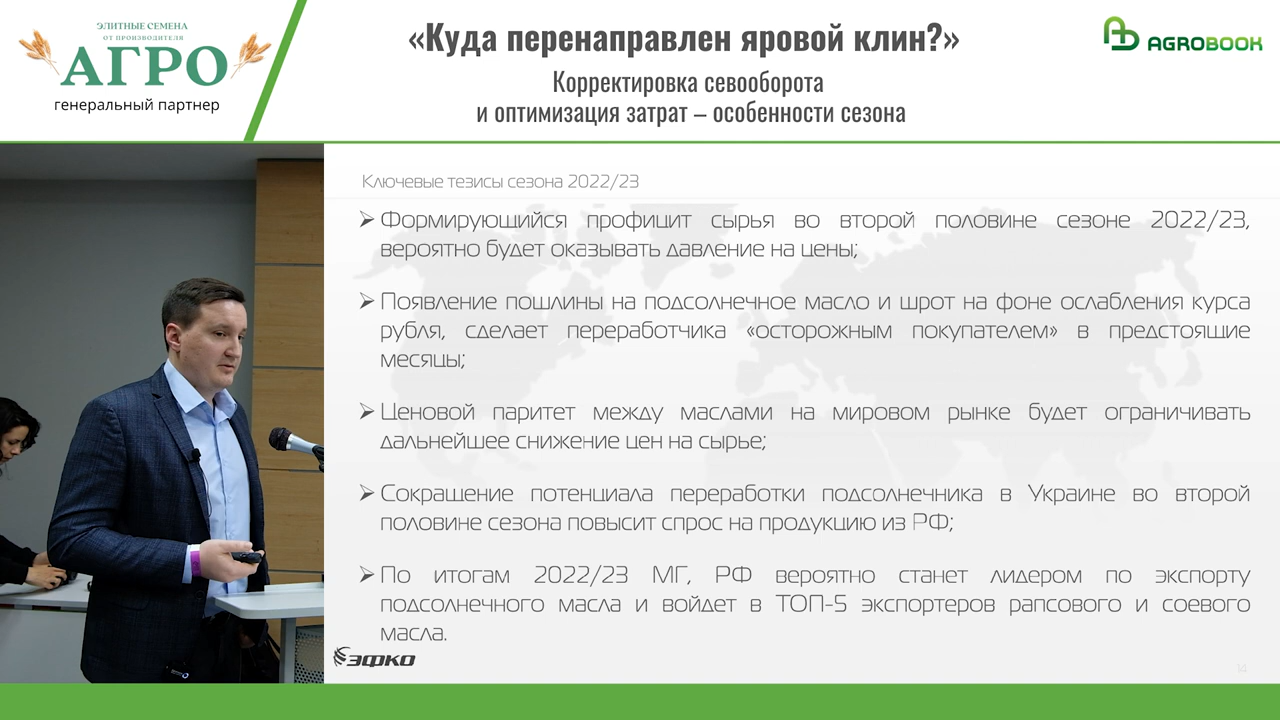 ЭЛИТНЫЕ СЕМЕНА
ОТ ПРОИЗВОДИТЕЛЯ
АГРО
генеральный партнер
«Куда перенаправлен яровой клин?»
Корректировка севооборота
и оптимизация затрат – особенности сезона
AGROBOOK
Ключевые тезисы сезона 2022/23
Формирующийся профицит сырья во второй половине сезоне 2022/23,
вероятно будет оказывать давление на цены;
Появление пошлины на подсолнечное масло и шрот на фоне ослабления курса
рубля, сделает переработчика «осторожным покупателем» в предстоящие
месяцы;
Ценовой паритет между маслами на мировом рынке будет ограничивать
дальнейшее снижение цен на сырье;
Сокращение потенциала переработки подсолнечника в Украине во второй
половине сезона повысит спрос на продукцию из РФ;
По итогам 2022/23 МГ, РФ вероятно станет лидером по экспорту
подсолнечного масла и войдет в ТОП-5 экспортеров рапсового и соевого
масла.
ЭФКО
14